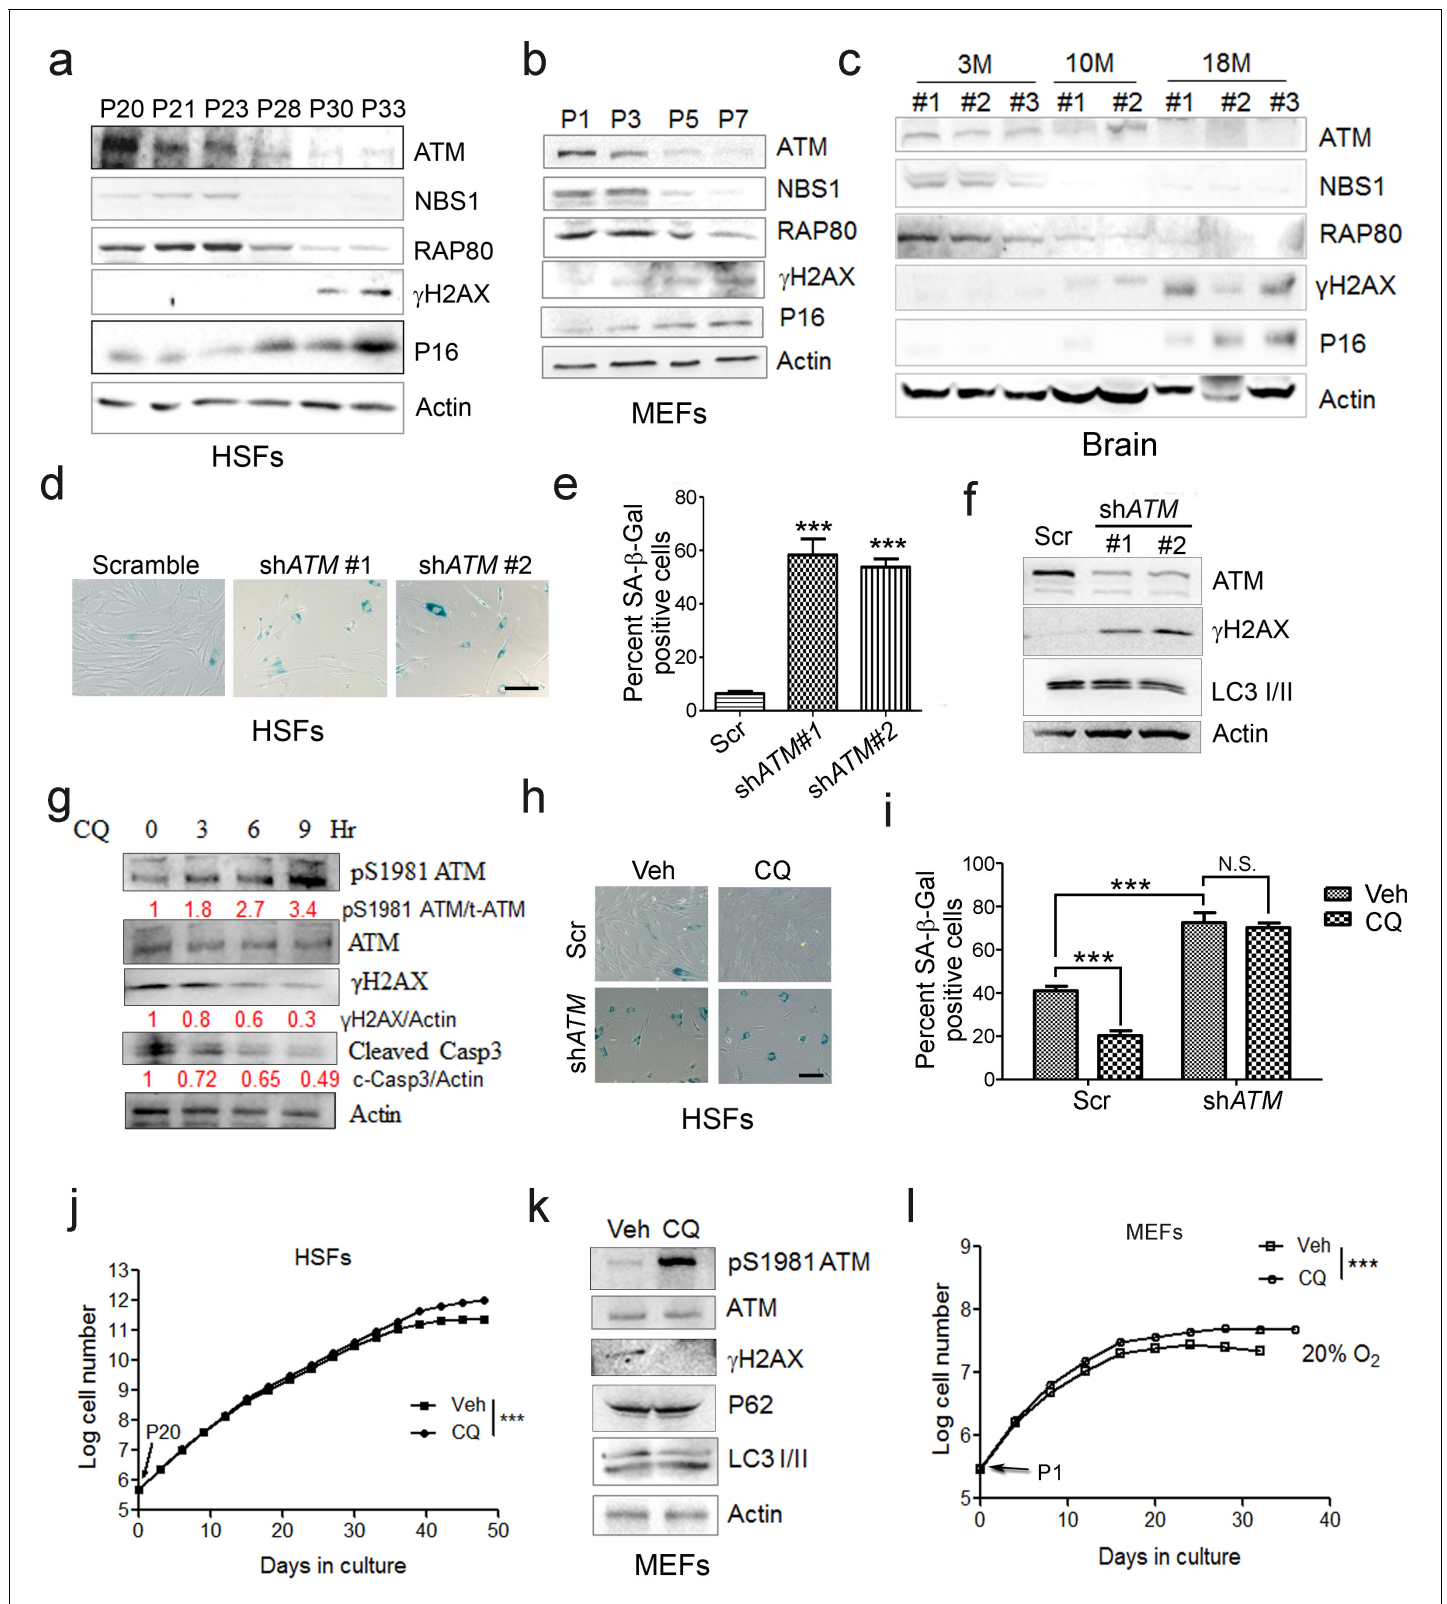 a
P20 P21 P23 P28 P30 P33
ATM
NBS1
RAP80
γH2AX
P16
Actin
HSFs
b
P1 P3 P5 P7
ATM
NBS1
RAP80
γH2AX
P16
Actin
MEFs
c
3M 10M 18M
#1 #2 #3 #1 #2 #1 #2 #3
ATM
NBS1
RAP80
γH2AX
P16
Actin
Brain
d
Scramble shATM #1 shATM #2
HSFs
e
Percent SA-β-Gal
positive cells
80
60
40
20
0
***
***
Scr
shATM#1
shATM#2
f
Scr shATM
#1 #2
ATM
γH2AX
LC3 I/II
Actin
g
CQ 0 3 6 9 Hr
pS1981 ATM
1 1.8 2.7 3.4 pS1981 ATM/t-ATM
ATM
γH2AX
1 0.8 0.6 0.3 γH2AX/Actin
Cleaved Casp3
1 0.72 0.65 0.49 c-Casp3/Actin
Actin
h
Veh CQ
Scr
shATM
HSFs
i
Percent SA-β-Gal
positive cells
100
80
60
40
20
0
***
***
N.S.
Veh
CQ
Scr shATM
j
HSFs
Log cell number
13
12
11
10
9
8
7
6
5
P20
Veh
CQ
***
0 10 20 30 40 50
Days in culture
k
Veh CQ
pS1981 ATM
ATM
γH2AX
P62
LC3 I/II
Actin
MEFs
l
MEFs
Log cell number
9
8
7
6
5
Veh
CQ
***
20% O2
P1
0 10 20 30 40
Days in culture